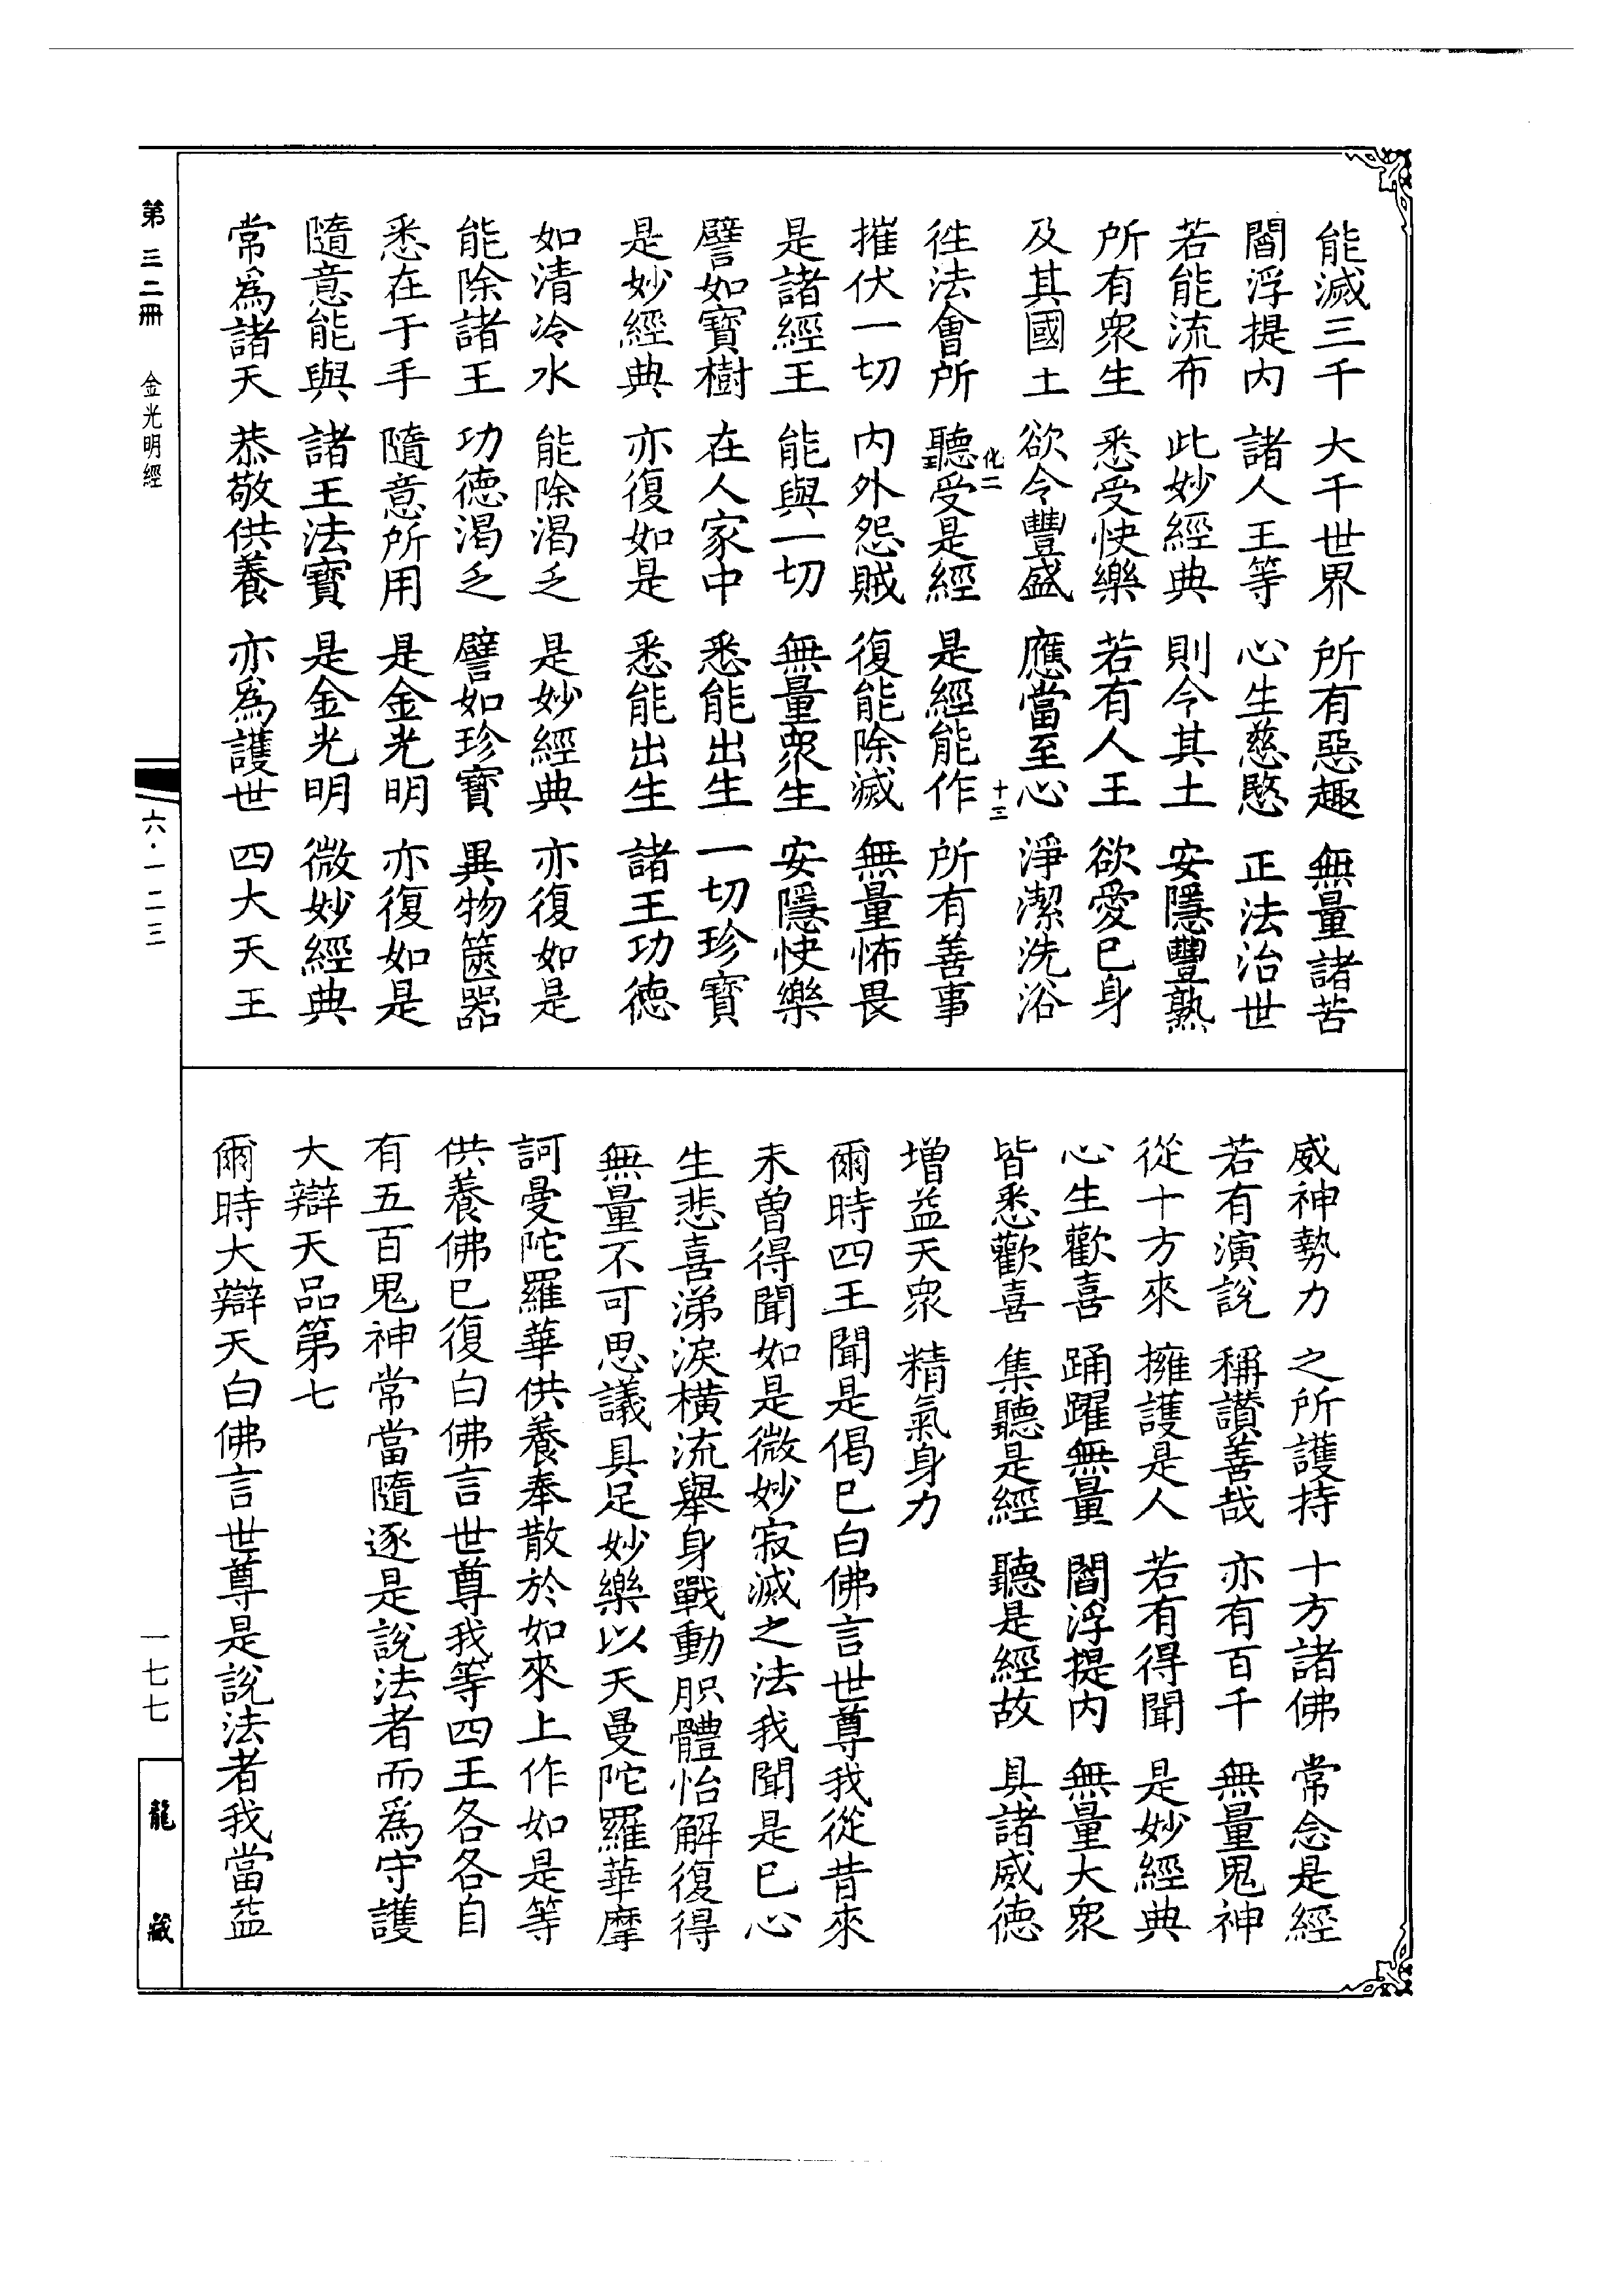 能滅三千 大千世界 所有惡趣 無量諸苦
閻浮提內 諸人王等 心生慈愍 正法治世
若能流布 此妙經典 則令其土 安隱豐熟
所有衆生 悉受快樂 若有人王 欲愛已身
及其國土 欲令豐盛 應當至心 淨潔洗浴
化二 十三
徃法會所 聽受是經 是經能作 所有善事
摧伏一切 內外怨賊 復能除滅 無量怖畏
是諸經王 能與一切 無量衆生 安隱快樂
譬如寶樹 在人家中 悉能出生 一切珍寶
是妙經典 亦復如是 悉能出生 諸王功德
如清冷水 能除渴乏 是妙經典 亦復如是
能除諸王 功德渴乏 譬如珍寶 異物篋器
悉在于手 隨意所用 是金光明 亦復如是
隨意能與 諸王法寶 是金光明 微妙經典
常爲諸天 恭敬供養 亦爲護世 四大天王
威神勢力 之所護持 十方諸佛 常念是經
若有演說 稱讚善哉 亦有百千 無量鬼神
從十方來 擁護是人 若有得聞 是妙經典
心生歡喜 踊躍無量 閻浮提內 無量大衆
皆悉歡喜 集聽是經 聽是經故 具諸威德
增益天衆 精氣身力
爾時四王聞是偈已白佛言世尊我從昔來
未曾得聞如是微妙寂滅之法我聞是已心
生悲喜涕淚橫流舉身戰動肢體怡解復得
無量不可思議具足妙樂以天曼陀羅華摩
訶曼陀羅華供養奉散於如來上作如是等
供養佛已復白佛言世尊我等四王各各自
有五百鬼神常當隨逐是說法者而爲守護
大辯天品第七
爾時大辯天白佛言世尊是說法者我當益
第三二冊 金光明經
六·一二三
一七七
龍藏